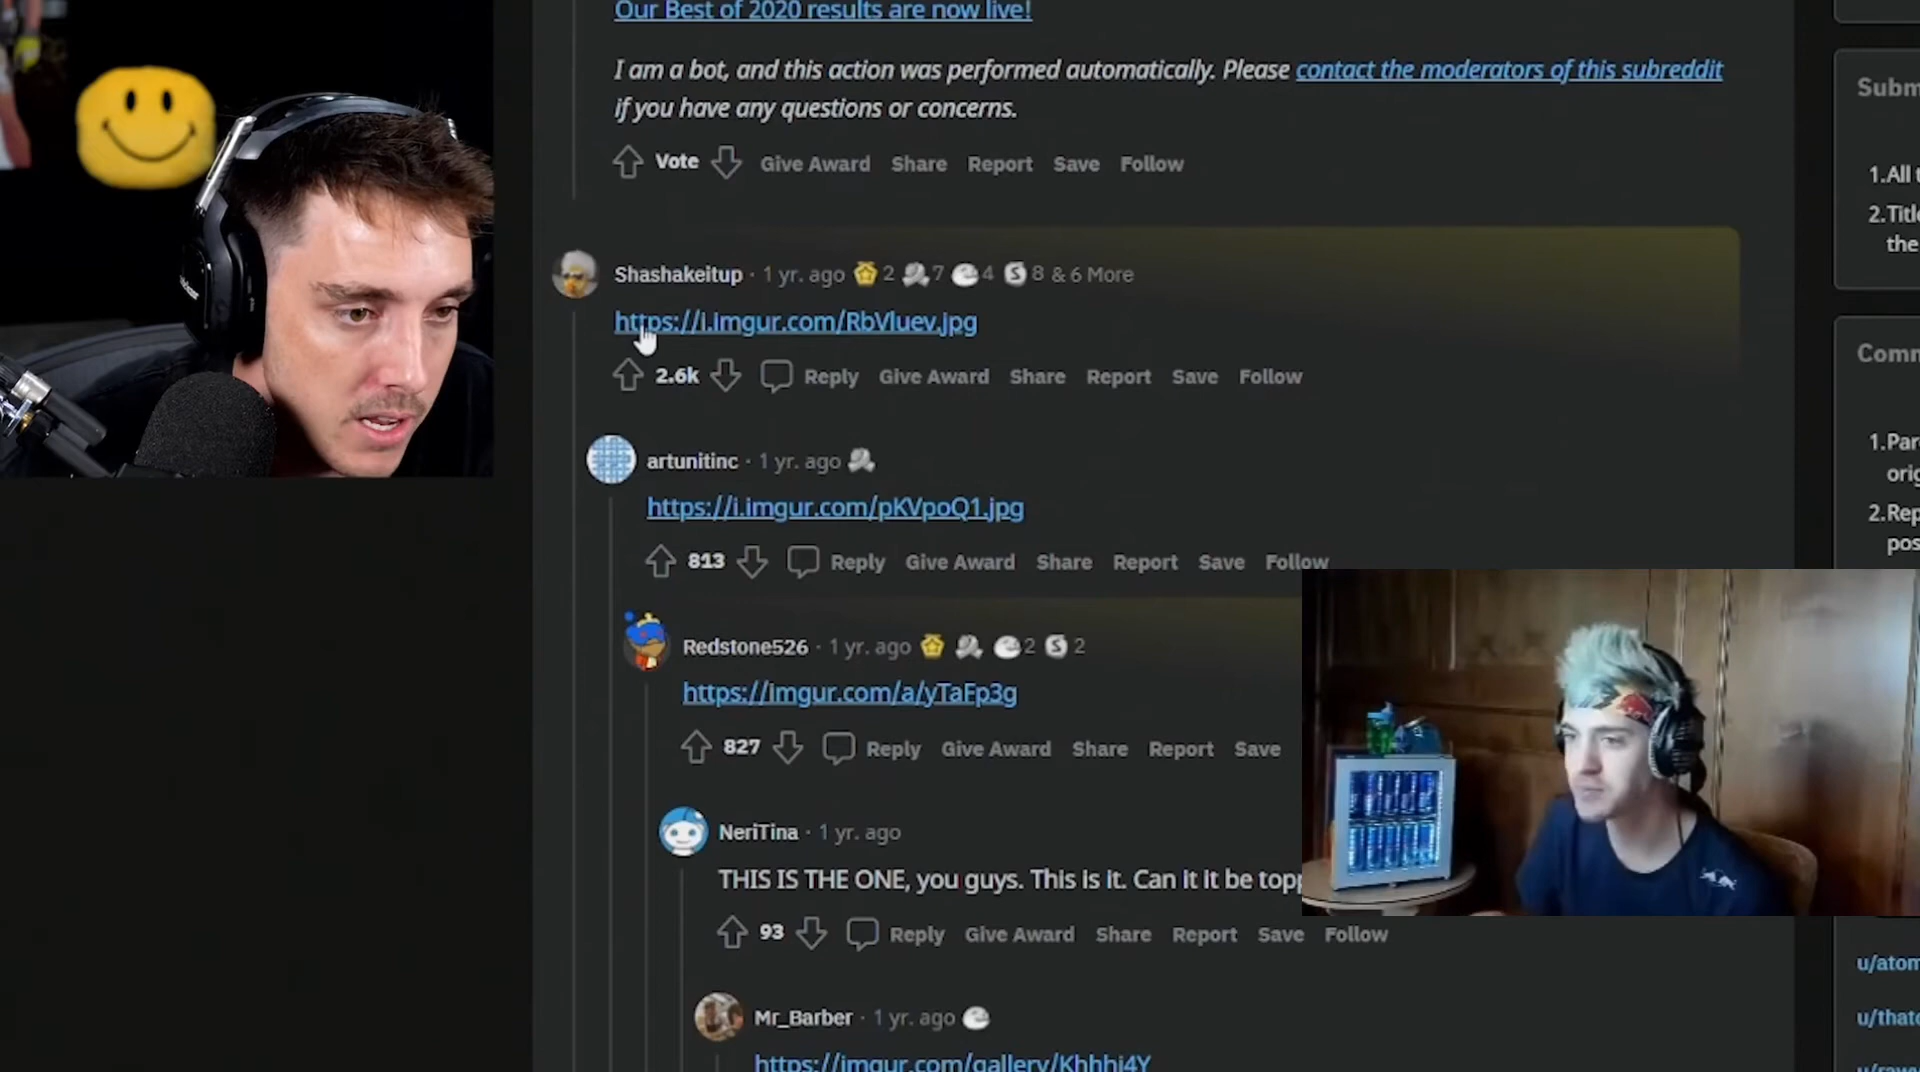 Our Best of 2020 results are now live!
I am a bot, and this action was performed automatically. Please contact the moderators of this subreddit
if you have any questions or concerns.
Vote Give Award Share Report Save Follow
Shashakeitup · 1 yr. ago 2 7 4 S 8 & 6 More
https://i.imgur.com/RbVluev.jpg
2.6k Reply Give Award Share Report Save Follow
artunitinc · 1 yr. ago
https://i.imgur.com/pKVpoQ1.jpg
813 Reply Give Award Share Report Save Follow
Redstone526 · 1 yr. ago 2 S 2
https://imgur.com/a/yTaFp3g
827 Reply Give Award Share Report Save
NeriTina · 1 yr. ago
THIS IS THE ONE, you guys. This is it. Can it it be topp
93 Reply Give Award Share Report Save Follow
Mr_Barber · 1 yr. ago
https://imgur.com/gallery/Khhhi4Y
Subm
1. All t
2. Title
the
Comm
1. Par
orig
2. Rep
pos
u/atom
u/thato